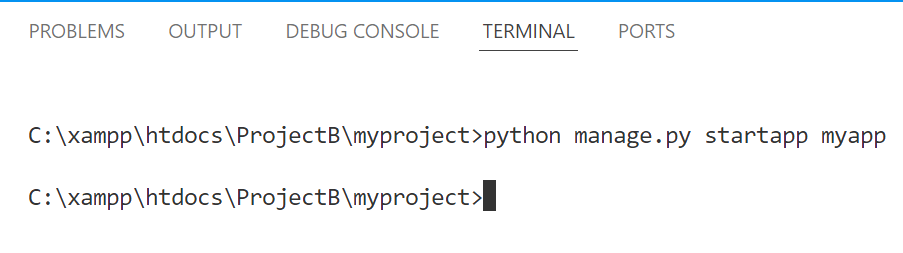 PROBLEMS OUTPUT DEBUG CONSOLE TERMINAL PORTS
C:\xampp\htdocs\ProjectB\myproject>python manage.py startapp myapp
C:\xampp\htdocs\ProjectB\myproject>